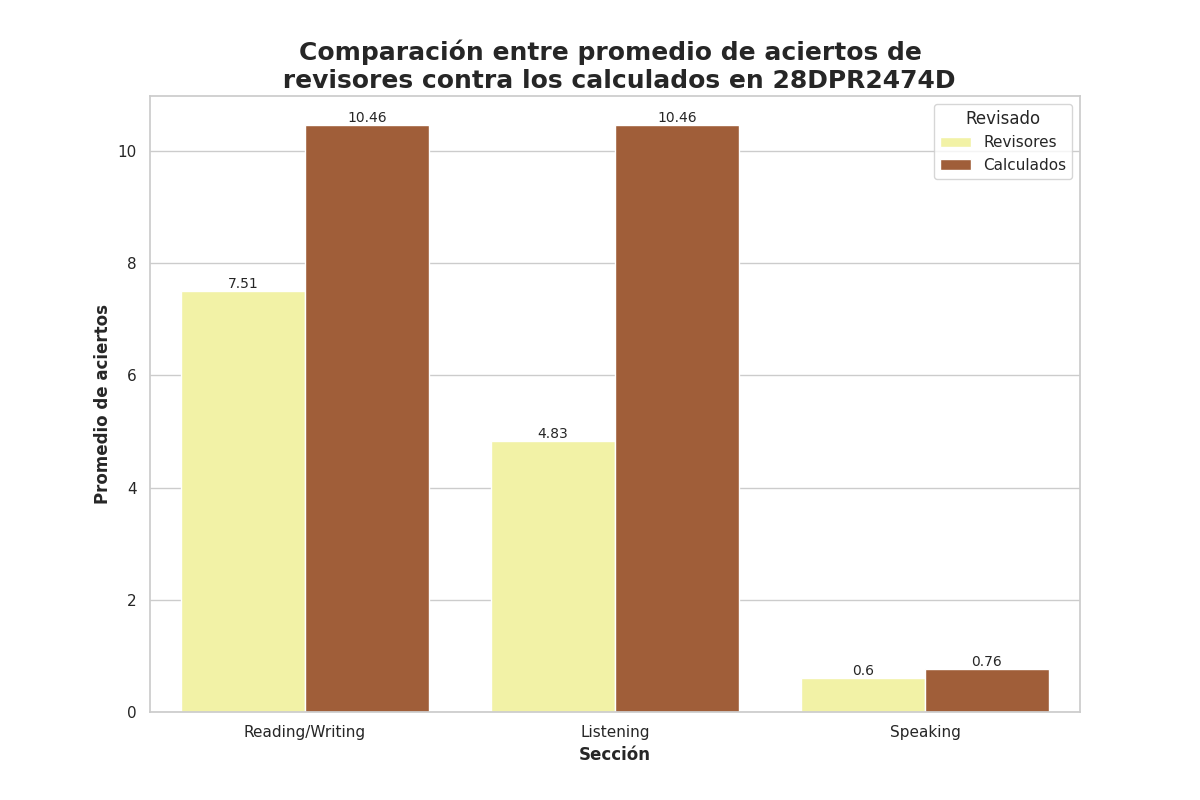 Comparación entre promedio de aciertos de
revisores contra los calculados en 28DPR2474D
Revisado
Revisores
Calculados
Promedio de aciertos
10
8
6
4
2
0
7.51
10.46
4.83
10.46
0.6
0.76
Reading/Writing
Listening
Speaking
Sección